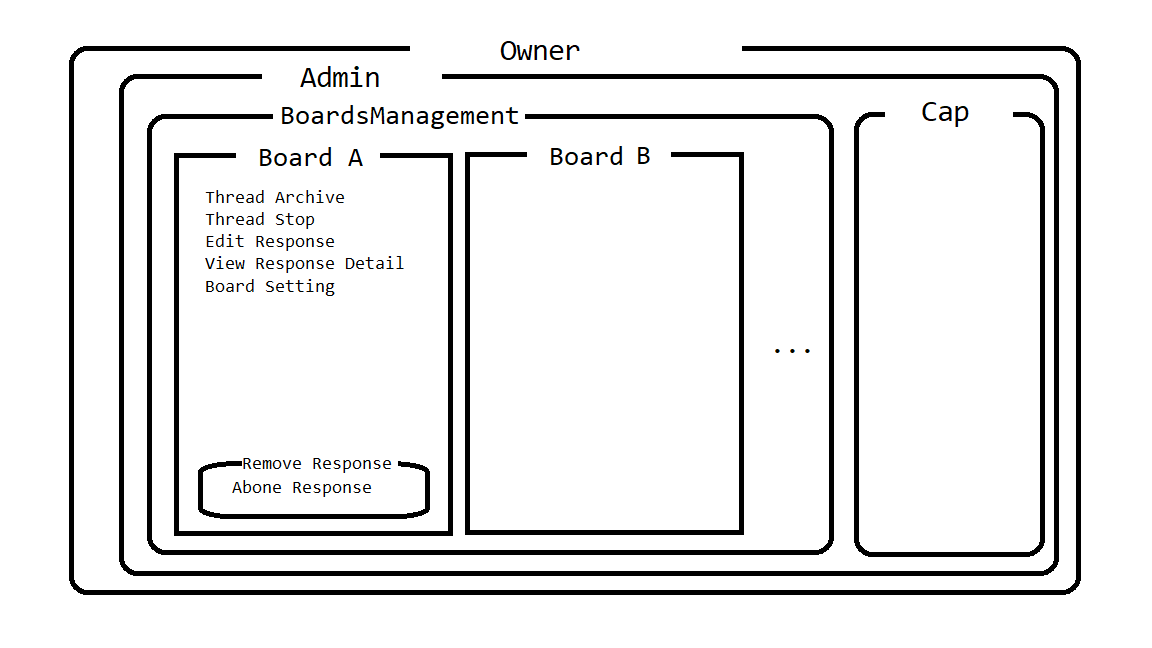 Owner
Admin
BoardsManagement
Cap
Board A
Board B
Thread Archive
Thread Stop
Edit Response
View Response Detail
Board Setting
...
Remove Response
Abone Response